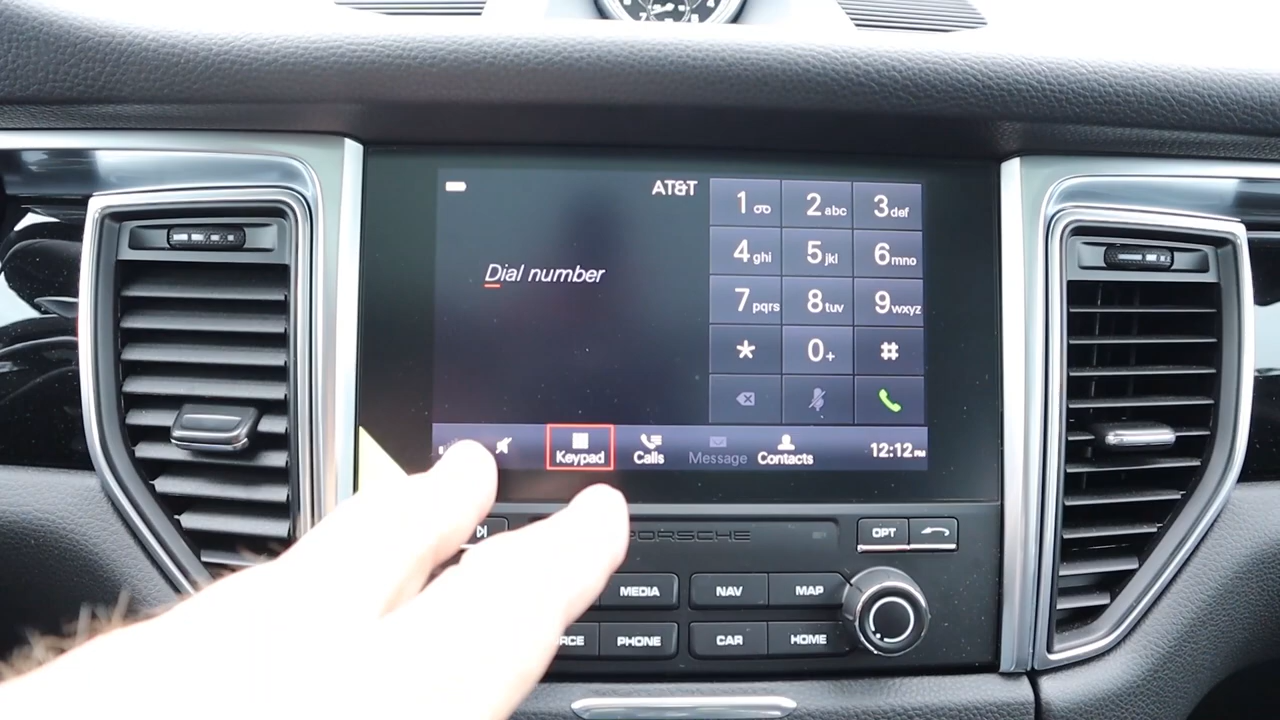 AT&T
Dial number
1
2 abc
3 def
4 ghi
5 jkl
6 mno
7 pqrs
8 tuv
9 wxyz
*
0 +
#
Keypad
Calls
Message
Contacts
12:12 PM
PORSCHE
OPT
MEDIA
NAV
MAP
PHONE
CAR
HOME